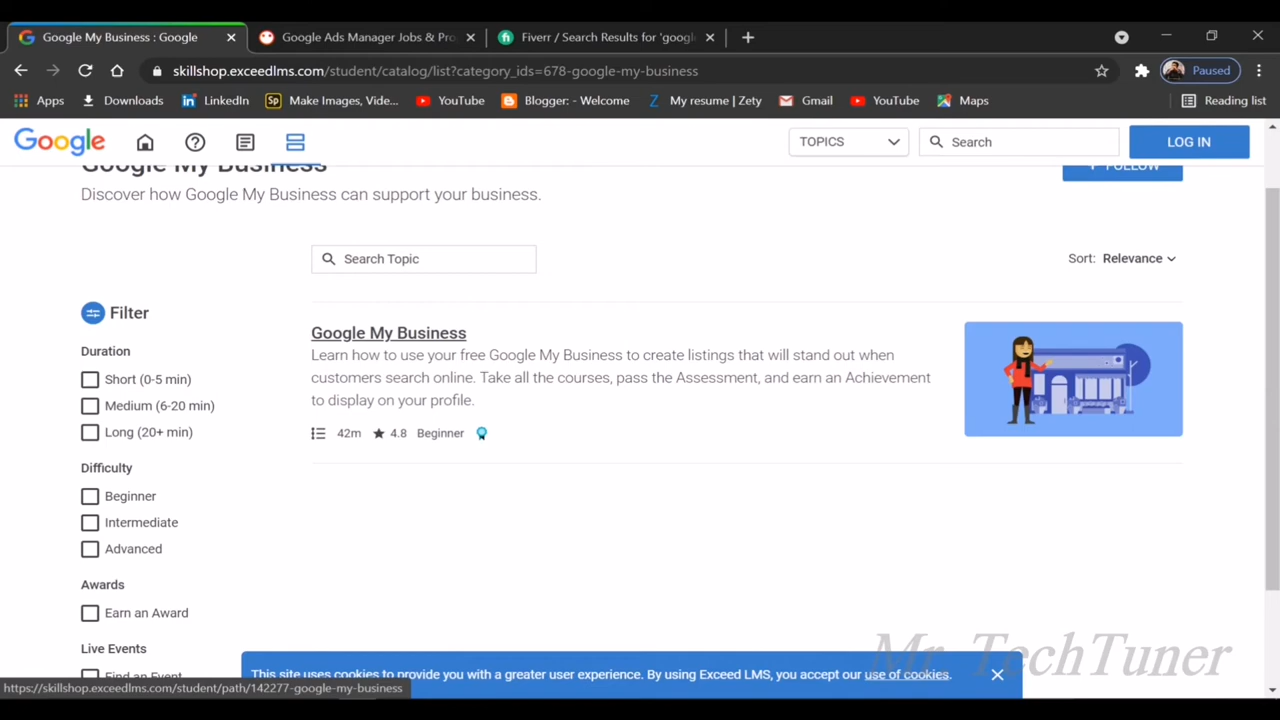 Google My Business : Google
Google Ads Manager Jobs & Pro
Fiverr / Search Results for 'googl
skillshop.exceedlms.com/student/catalog/list?category_ids=678-google-my-business
Paused
Apps
Downloads
LinkedIn
Sp
Make Images, Vide...
YouTube
Blogger: - Welcome
My resume | Zety
Gmail
YouTube
Maps
Reading list
Google
TOPICS
Search
LOG IN
Google My Business
+ FOLLOW
Discover how Google My Business can support your business.
Search Topic
Sort: Relevance
Filter
Duration
Short (0-5 min)
Medium (6-20 min)
Long (20+ min)
Difficulty
Beginner
Intermediate
Advanced
Awards
Earn an Award
Live Events
Find an Event
Google My Business
Learn how to use your free Google My Business to create listings that will stand out when
customers search online. Take all the courses, pass the Assessment, and earn an Achievement
to display on your profile.
42m 4.8 Beginner
This site uses cookies to provide you with a greater user experience. By using Exceed LMS, you accept our use of cookies.
Mr. TechTuner
https://skillshop.exceedlms.com/student/path/142277-google-my-business